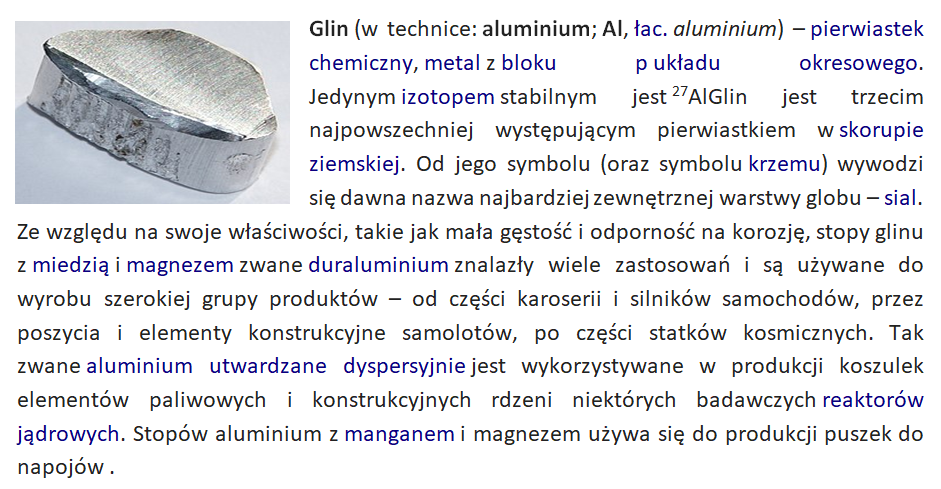 Glin (w technice: aluminium; Al, łac. aluminium) – pierwiastek
chemiczny, metal z bloku p układu okresowego.
Jedynym izotopem stabilnym jest ²⁷AlGlin jest trzecim
najpowszechniej występującym pierwiastkiem w skorupie
ziemskiej. Od jego symbolu (oraz symbolu krzemu) wywodzi
się dawna nazwa najbardziej zewnętrznej warstwy globu – sial.
Ze względu na swoje właściwości, takie jak mała gęstość i odporność na korozję, stopy glinu
z miedzią i magnezem zwane duraluminium znalazły wiele zastosowań i są używane do
wyrobu szerokiej grupy produktów – od części karoserii i silników samochodów, przez
poszycia i elementy konstrukcyjne samolotów, po części statków kosmicznych. Tak
zwane aluminium utwardzane dyspersyjnie jest wykorzystywane w produkcji koszulek
elementów paliwowych i konstrukcyjnych rdzeni niektórych badawczych reaktorów
jądrowych. Stopów aluminium z manganem i magnezem używa się do produkcji puszek do
napojów .